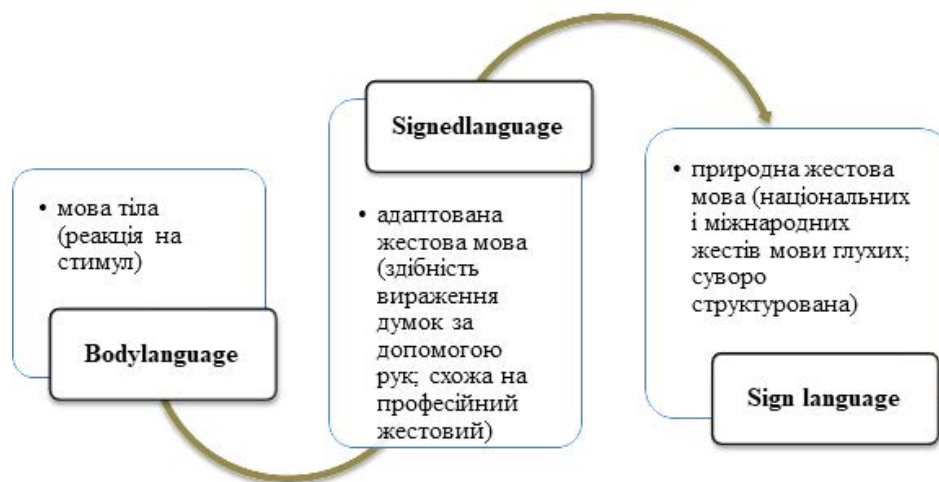 • мова тіла
(реакція на
стимул)
Bodylanguage
Signedlanguage
• адаптована
жестова мова
(здібність
вираження
думок за
допомогою
рук; схожа на
професійний
жестовий)
• природна жестова
мова (національних
і міжнародних
жестів мови глухих;
суворо
структурована)
Sign language